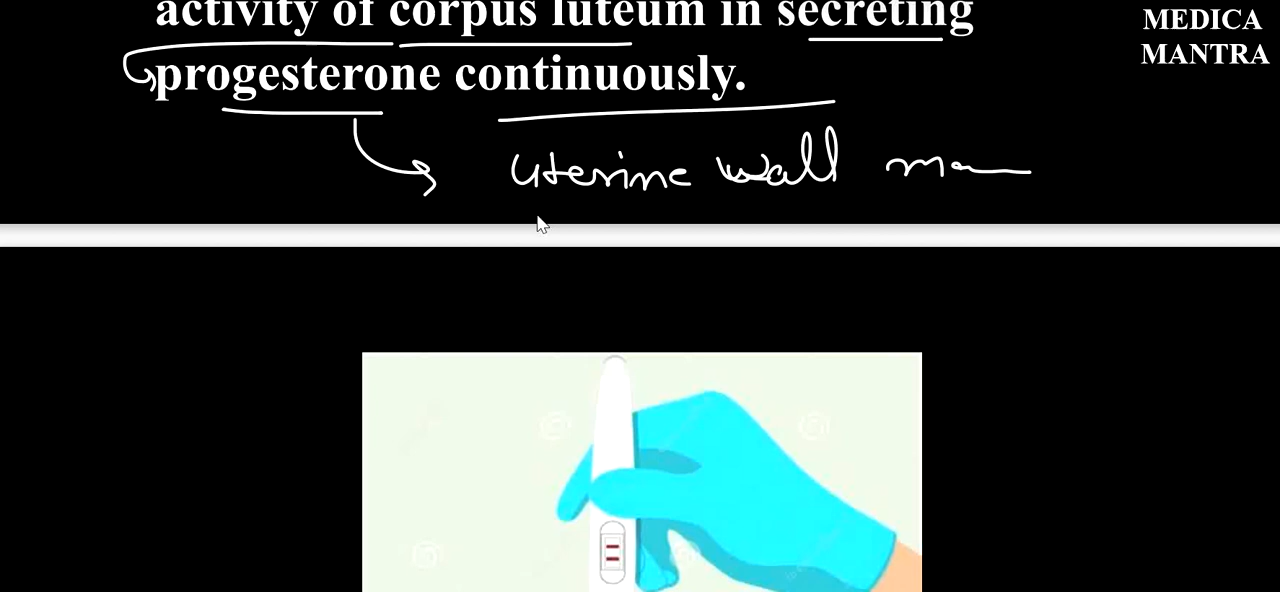 activity of corpus luteum in secreting
MEDICA
MANTRA
progesterone continuously.
uterine wall